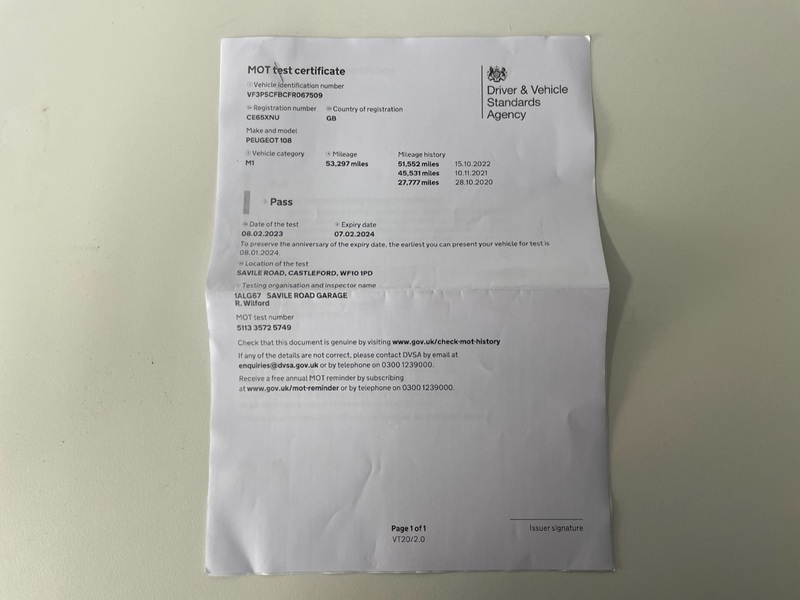 MOT test certificate
Vehicle identification number
VF3PSCFBCFR067509
Registration number
Country of registration
CE65XNU
GB
Make and model
PEUGEOT 108
Vehicle category
Mileage
Mileage history
M1
53,297 miles
51,552 miles 15.10.2022
45,531 miles 10.11.2021
27,777 miles 28.10.2020
Driver & Vehicle
Standards
Agency
Pass
Date of the test
Expiry date
08.02.2023
07.02.2024
To preserve the anniversary of the expiry date, the earliest you can present your vehicle for test is
08.01.2024.
Location of the test
SAVILE ROAD, CASTLEFORD, WF10 1PD
Testing organisation and inspector name
1ALG67 SAVILE ROAD GARAGE
R. Wilford
MOT test number
5113 3572 5749
Check that this document is genuine by visiting www.gov.uk/check-mot-history
If any of the details are not correct, please contact DVSA by email at
enquiries@dvsa.gov.uk or by telephone on 0300 1239000.
Receive a free annual MOT reminder by subscribing
at www.gov.uk/mot-reminder or by telephone on 0300 1239000.
Page 1 of 1
VT20/2.0
Issuer signature